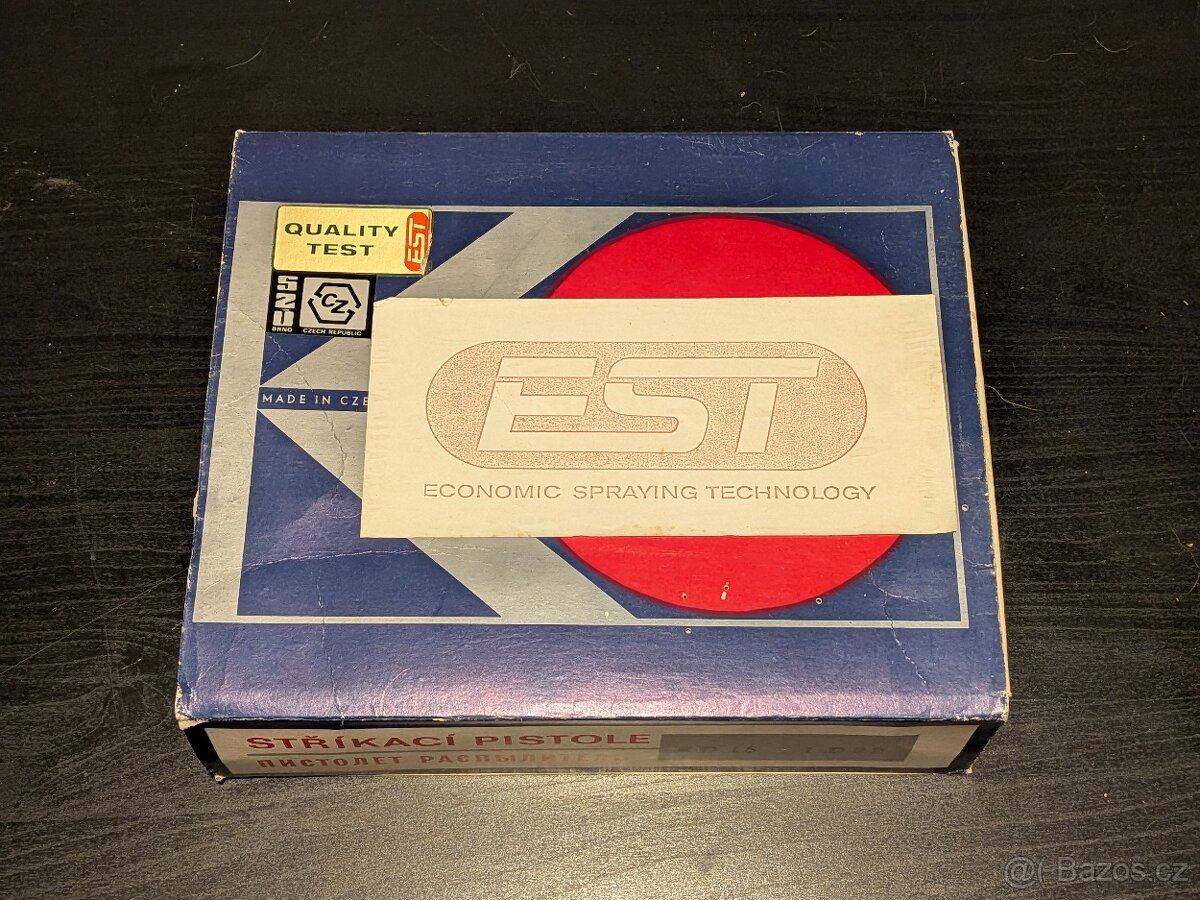 QUALITY
TEST
EST
SZU
BRNO
CZ
CZECH REPUBLIC
MADE IN CZE
EST
ECONOMIC SPRAYING TECHNOLOGY
STŘÍKACÍ PISTOLE
ПИСТОЛЕТ
@( Bazos.cz